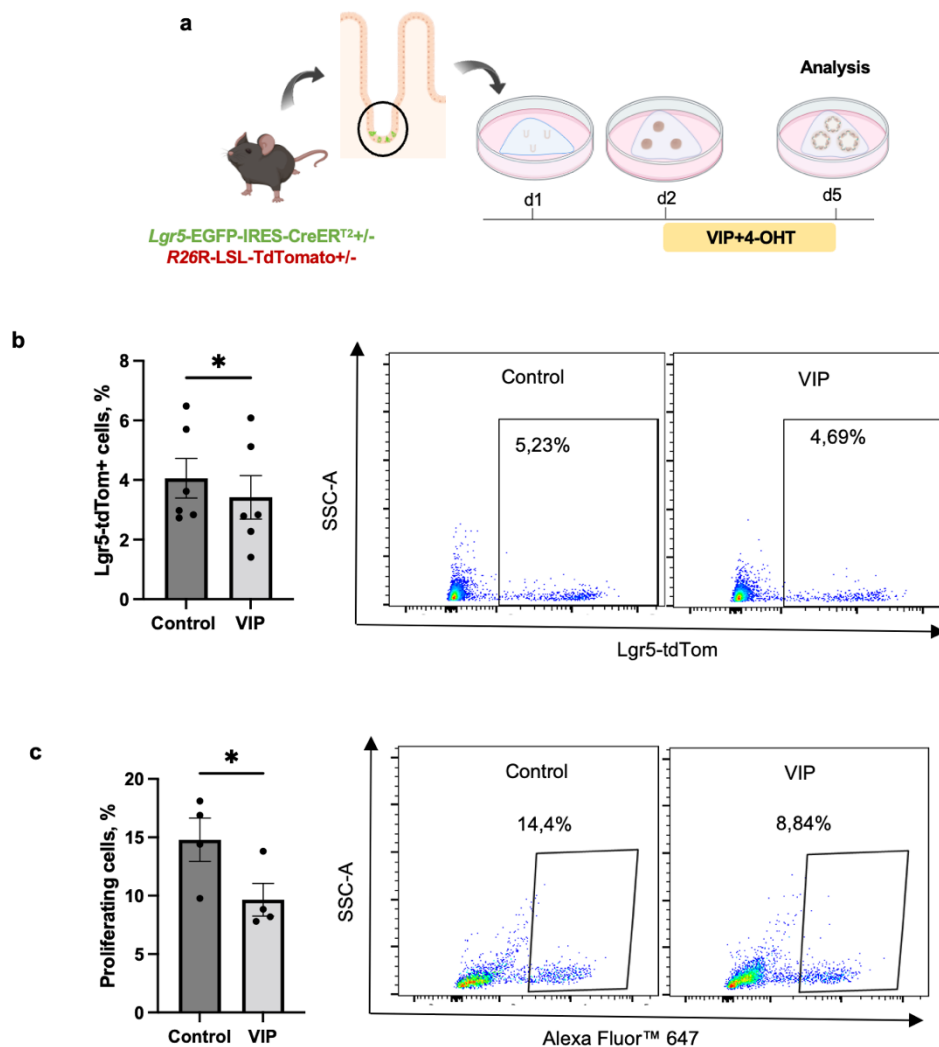 a
Analysis
d1
d2
d5
VIP+4-OHT
Lgr5-EGFP-IRES-CreERT2+/-
R26R-LSL-TdTomato+/-
b
Lgr5-tdTom+ cells, %
8
6
4
2
0
*
Control
VIP
SSC-A
Control
5,23%
VIP
4,69%
Lgr5-tdTom
c
Proliferating cells, %
20
15
10
5
0
*
Control
VIP
SSC-A
Control
14,4%
VIP
8,84%
Alexa Fluor™ 647